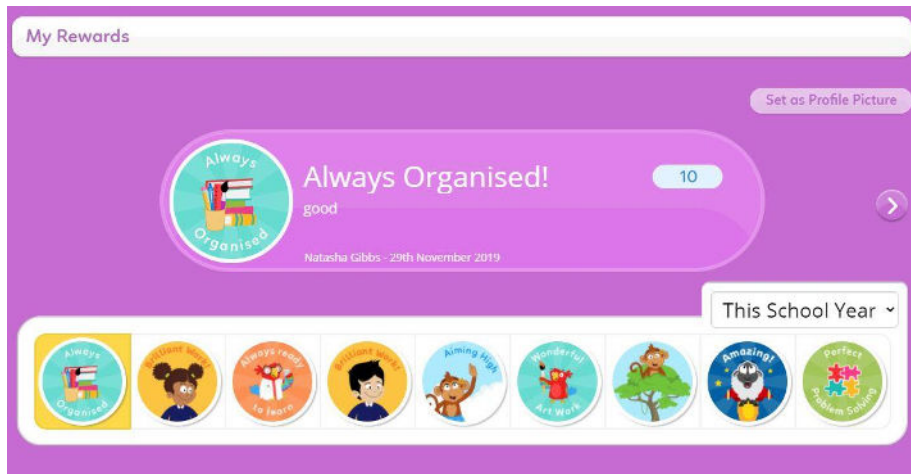 My Rewards
Set as Profile Picture
Always Organised!
10
good
Natasha Gibbs - 29th November 2019
Always
Organised
This School Year
Always
Organised
Brilliant Work!
Always ready
to learn
Brilliant Work!
Aiming High
Wonderful
Art Work
Amazing!
Perfect
Problem Solving